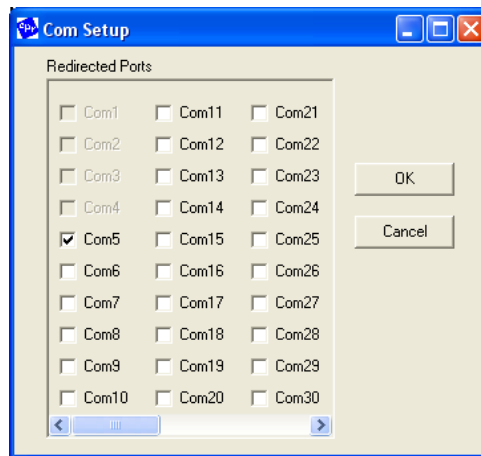 CPR Com Setup
Redirected Ports
Com1 Com11 Com21
Com2 Com12 Com22
Com3 Com13 Com23
Com4 Com14 Com24
Com5 Com15 Com25
Com6 Com16 Com26
Com7 Com17 Com27
Com8 Com18 Com28
Com9 Com19 Com29
Com10 Com20 Com30
OK
Cancel